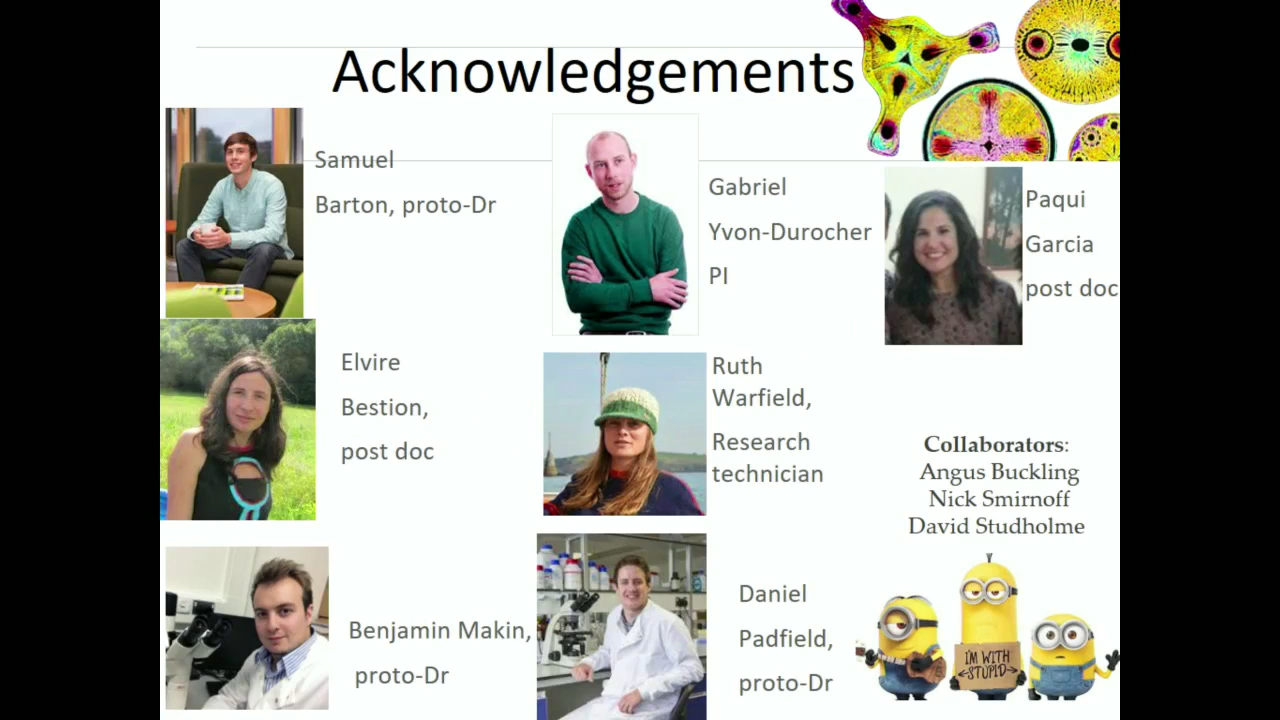 Acknowledgements
Samuel
Barton, proto-Dr
Gabriel
Yvon-Durocher
PI
Paqui
Garcia
post doc
Elvire
Bestion,
post doc
Ruth
Warfield,
Research
technician
Collaborators:
Angus Buckling
Nick Smirnoff
David Studholme
Benjamin Makin,
proto-Dr
Daniel
Padfield,
proto-Dr
I'M WITH
←STUPID→